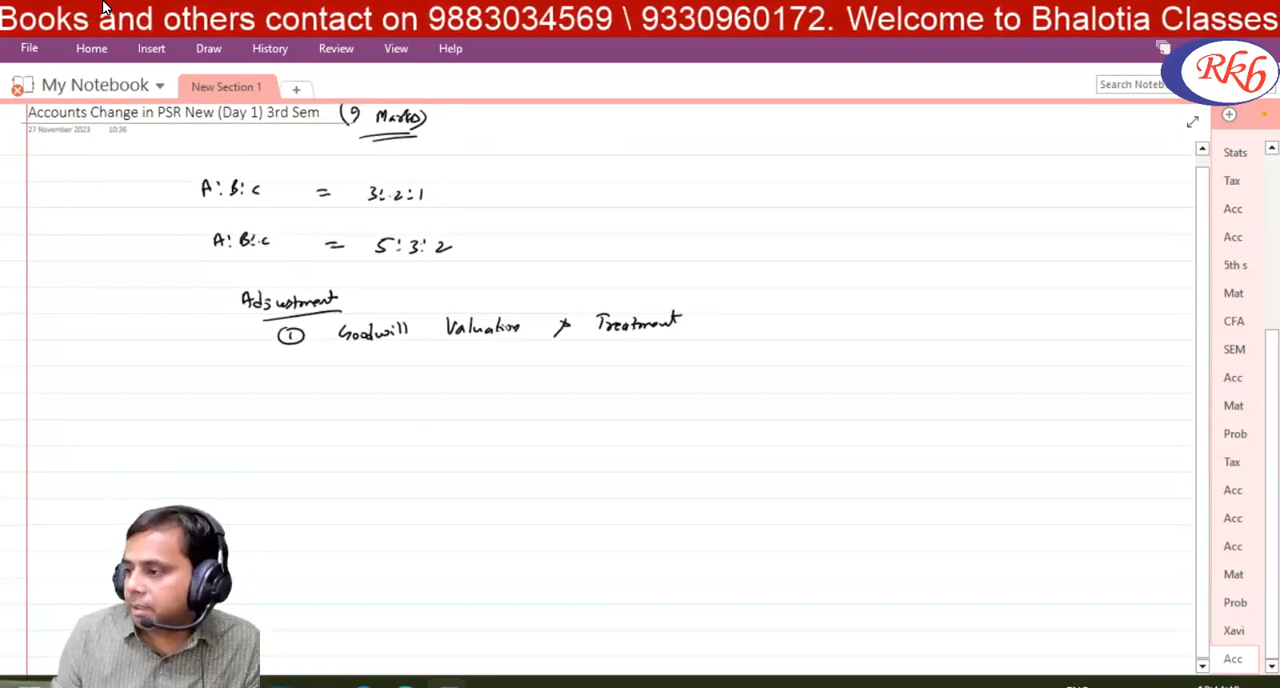 Books and others contact on 9883034569 \ 9330960172. Welcome to Bhalotia Classes
File Home Insert Draw History Review View Help
Rkb
My Notebook New Section 1 + Search Noteb
Accounts Change in PSR New (Day 1) 3rd Sem (9 Marks)
27 November 2023 10:36
A:B:C = 3:2:1
A:B:C = 5:3:2
Adjustment
① Goodwill Valuation & Treatment
Stats
Tax
Acc
Acc
5th s
Mat
CFA
SEM
Acc
Mat
Prob
Tax
Acc
Acc
Acc
Mat
Prob
Xavi
Acc